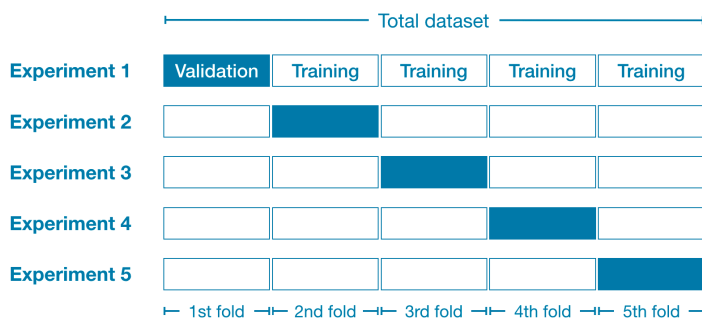 Total dataset
Experiment 1 Validation Training Training Training Training
Experiment 2
Experiment 3
Experiment 4
Experiment 5
1st fold 2nd fold 3rd fold 4th fold 5th fold